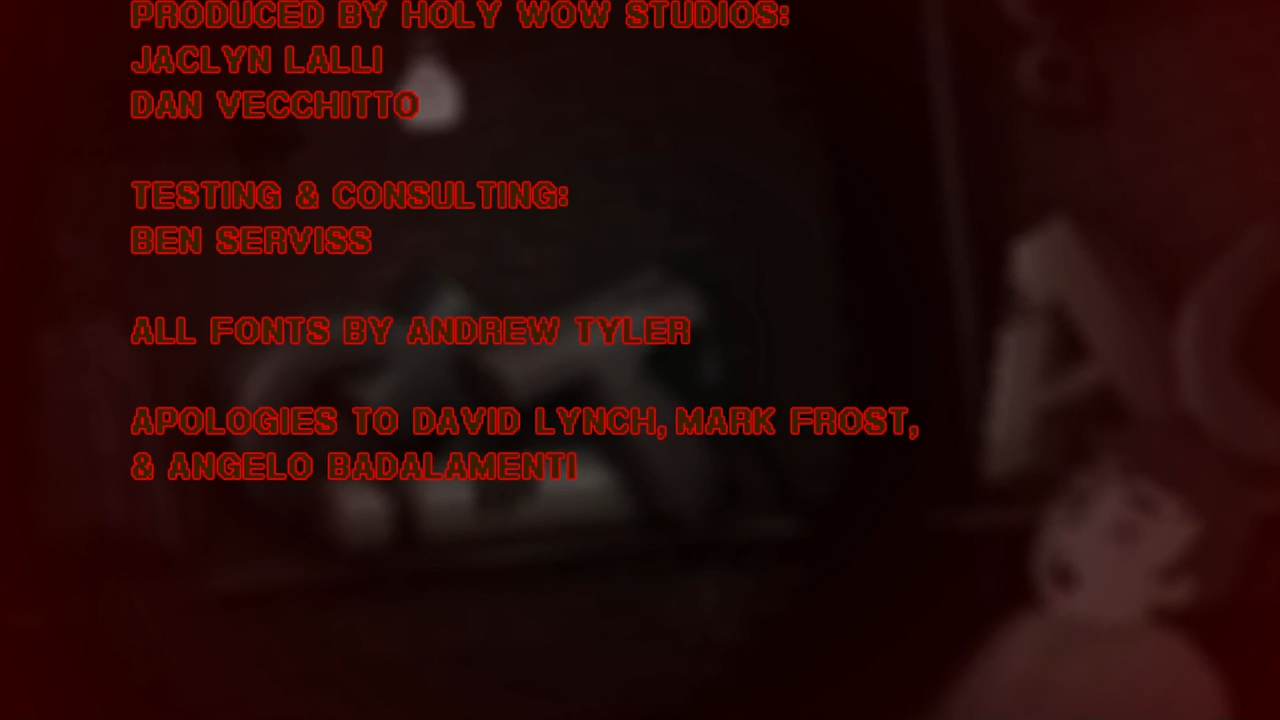 PRODUCED BY HOLY WOW STUDIOS:
JACLYN LALLI
DAN VECCHITTO
TESTING & CONSULTING:
BEN SERVISS
ALL FONTS BY ANDREW TYLER
APOLOGIES TO DAVID LYNCH, MARK FROST,
& ANGELO BADALAMENTI